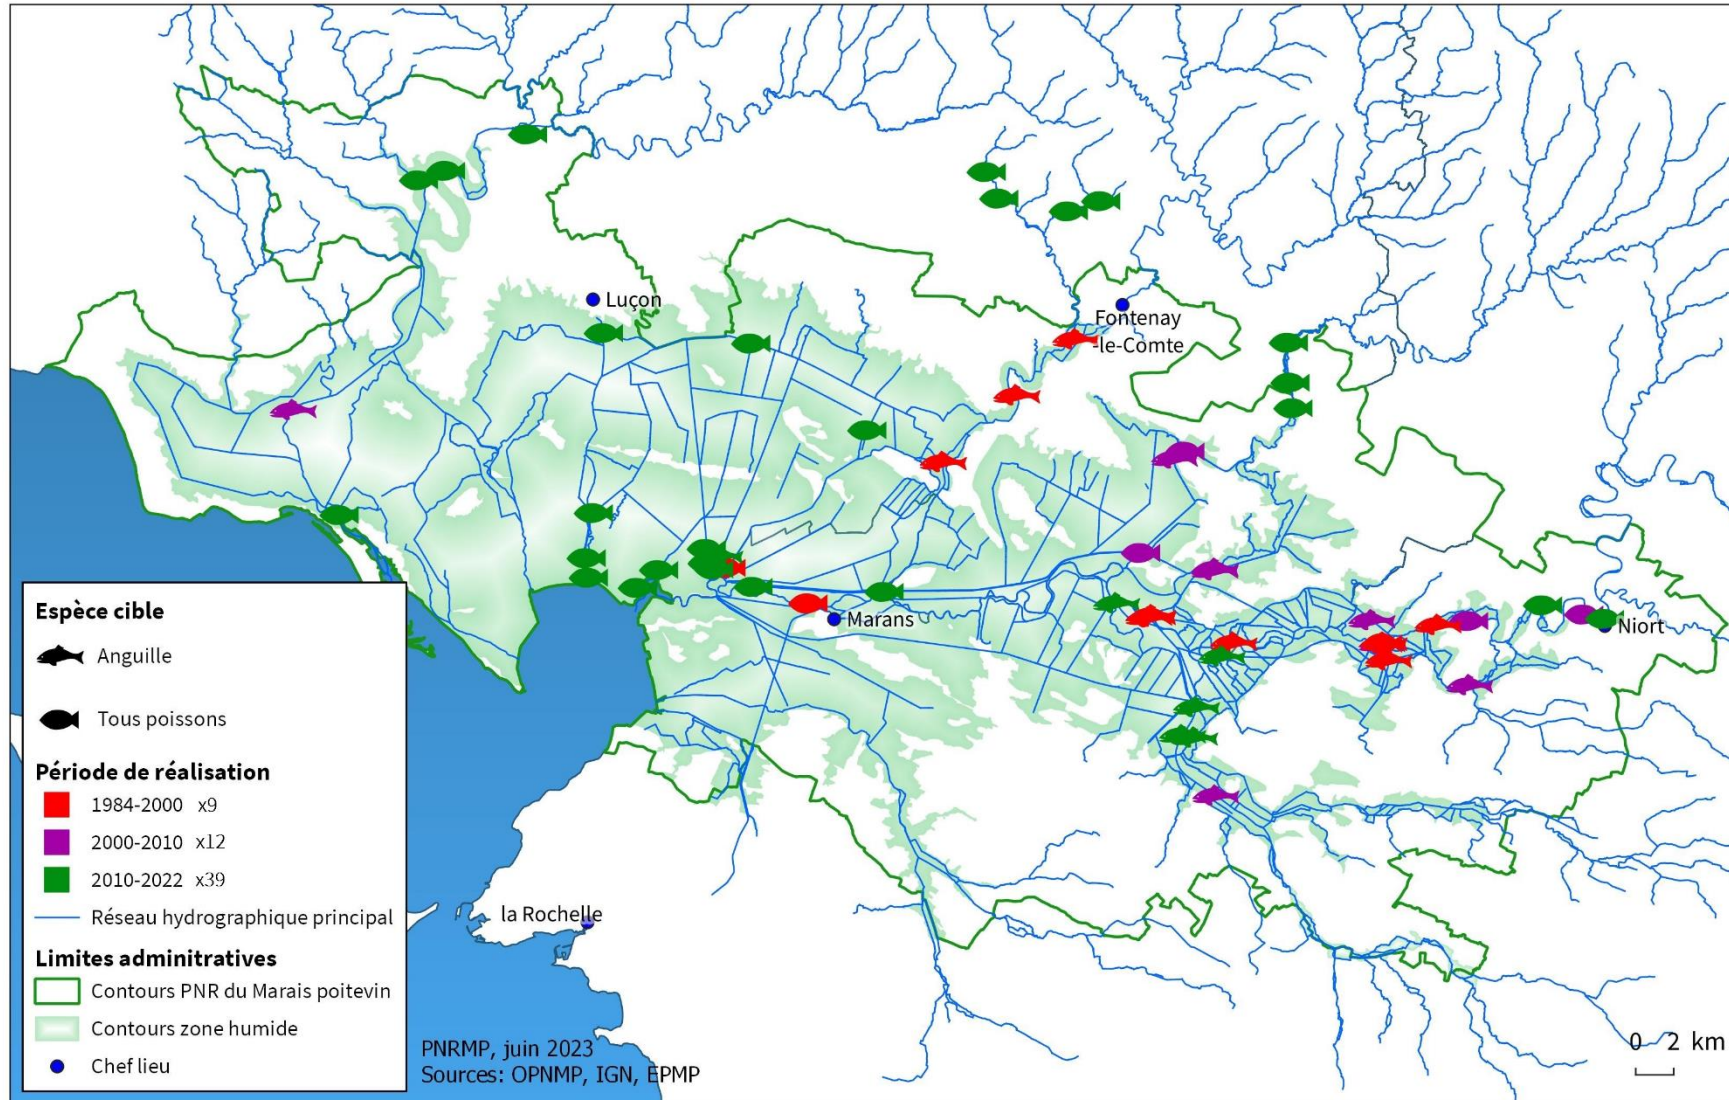 Luçon
Fontenay
-le-Comte
Marans
Niort
Espèce cible
Anguille
Tous poissons
Période de réalisation
1984-2000 x9
2000-2010 x12
2010-2022 x39
Réseau hydrographique principal
Limites adminitratives
Contours PNR du Marais poitevin
Contours zone humide
Chef lieu
la Rochelle
PNRMP, juin 2023
Sources: OPNMP, IGN, EPMP
0 2 km